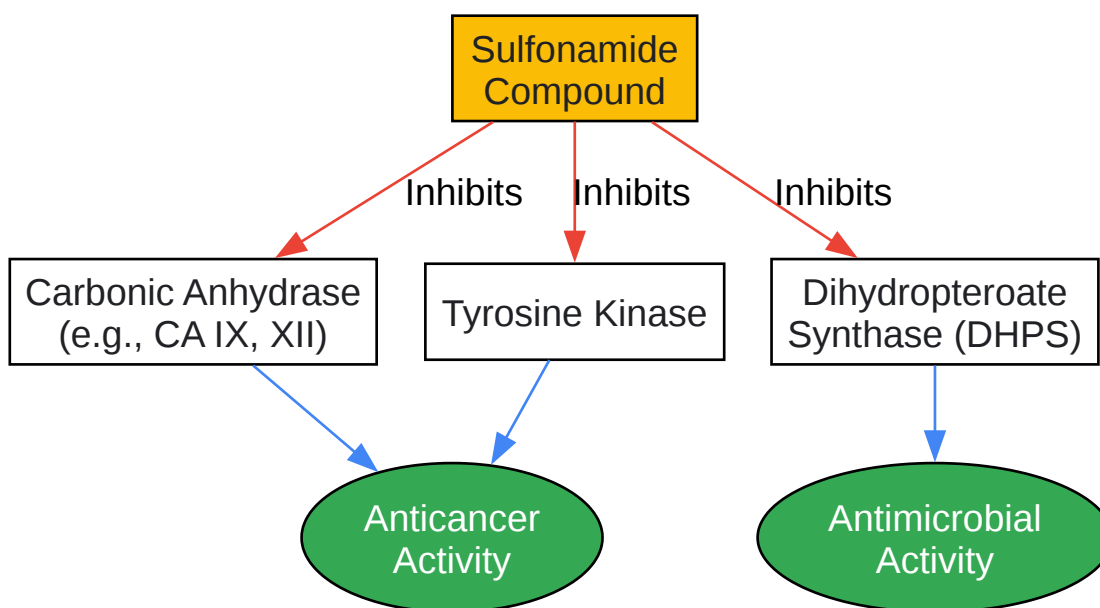 Sulfonamide
Compound
Inhibits
Inhibits
Inhibits
Carbonic Anhydrase
(e.g., CA IX, XII)
Tyrosine Kinase
Dihydropteroate
Synthase (DHPS)
Anticancer
Activity
Antimicrobial
Activity